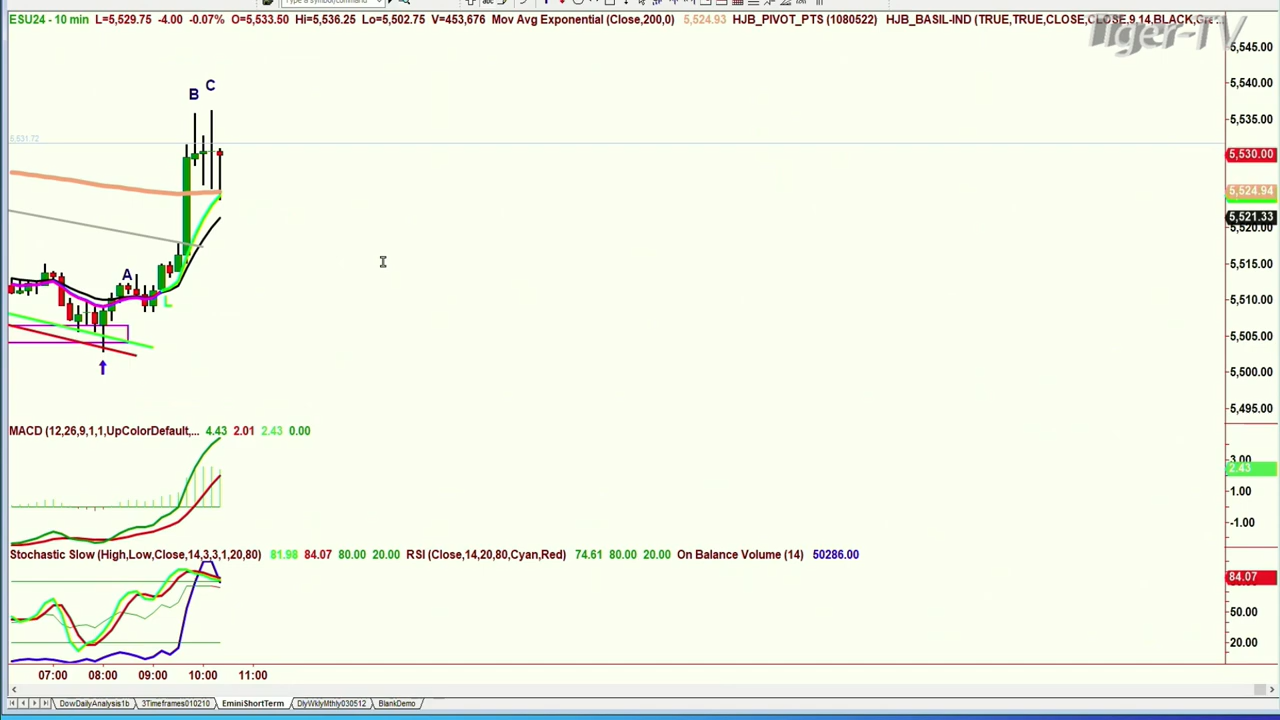 Type a symbol/command
ESU24 - 10 min L=5,529.75 -4.00 -0.07% O=5,533.50 Hi=5,536.25 Lo=5,502.75 V=453,676 Mov Avg Exponential (Close,200,0) 5,524.93 HJB_PIVOT_PTS (1080522) HJB_BASIL-IND (TRUE,TRUE,CLOSE,CLOSE,9,14,BLACK,Gre...
Tiger-TV
5,545.00
5,540.00
5,535.00
5,531.72
5,530.00
5,524.94
5,521.33
5,520.00
5,515.00
5,510.00
5,505.00
5,500.00
5,495.00
B
C
A
L
MACD (12,26,9,1,1,UpColorDefault,... 4.43 2.01 2.43 0.00
3.00
2.43
1.00
-1.00
Stochastic Slow (High,Low,Close,14,3,3,1,20,80) 81.98 84.07 80.00 20.00 RSI (Close,14,20,80,Cyan,Red) 74.61 80.00 20.00 On Balance Volume (14) 50286.00
84.07
50.00
20.00
07:00 08:00 09:00 10:00 11:00
DowDailyAnalysis1b 3Timeframes010210 EminiShortTerm DlyWklyMthly030512 BlankDemo